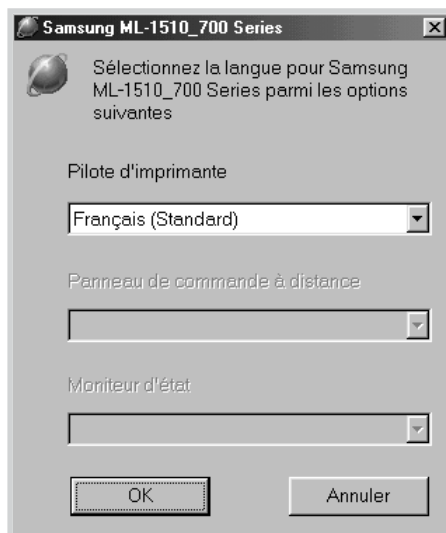 Samsung ML-1510_700 Series
Sélectionnez la langue pour Samsung
ML-1510_700 Series parmi les options
suivantes
Pilote d'imprimante
Français (Standard)
Panneau de commande à distance
Moniteur d'état
OK
Annuler